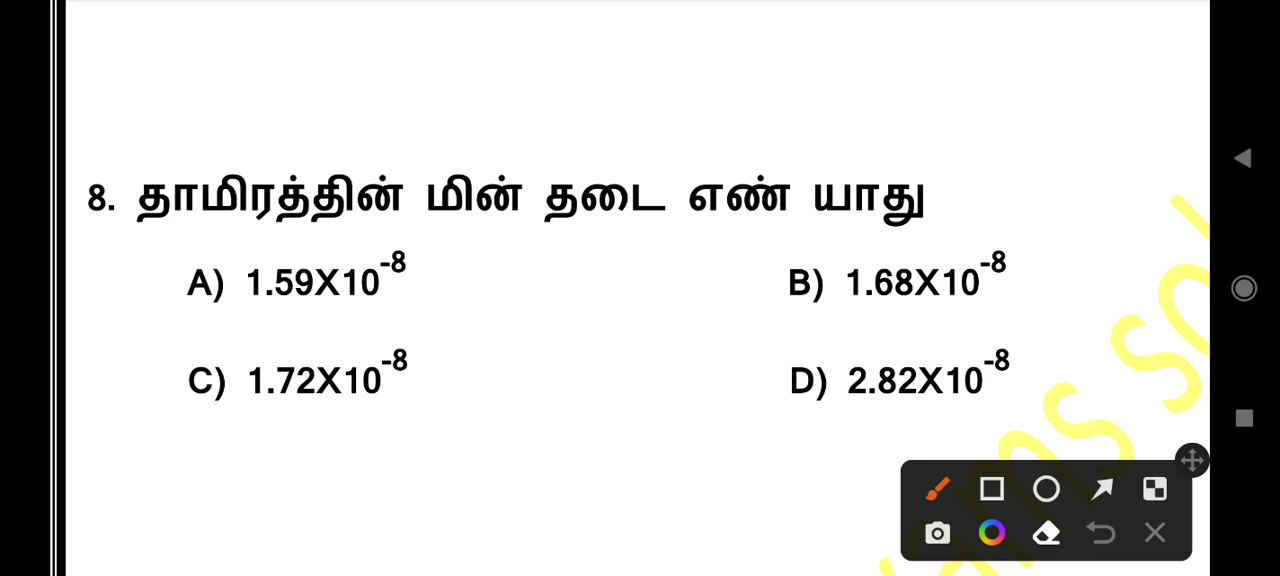 8. தாமிரத்தின் மின் தடை எண் யாது
A) 1.59X10⁻⁸ B) 1.68X10⁻⁸
C) 1.72X10⁻⁸ D) 2.82X10⁻⁸